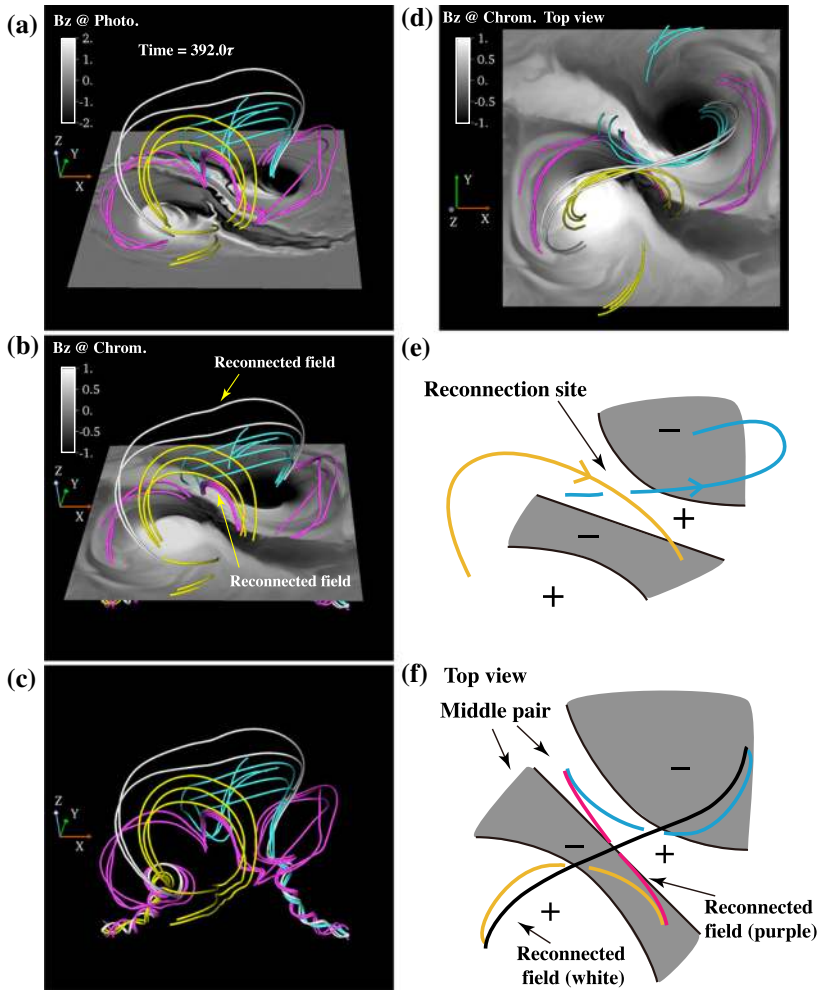 (a)
Bz @ Photo.
Time = 392.0τ
2.
1.
0.
-1.
-2.
Z
Y
X
(b)
Bz @ Chrom.
Reconnected field
1.
0.5
0.
-0.5
-1.
Z
Y
X
Reconnected field
(c)
Z
Y
X
(d)
Bz @ Chrom. Top view
1.
0.5
0.
-0.5
-1.
Y
Z
X
(e)
Reconnection site
−
+
−
+
(f)
Top view
Middle pair
−
−
+
+
Reconnected
field (purple)
Reconnected
field (white)